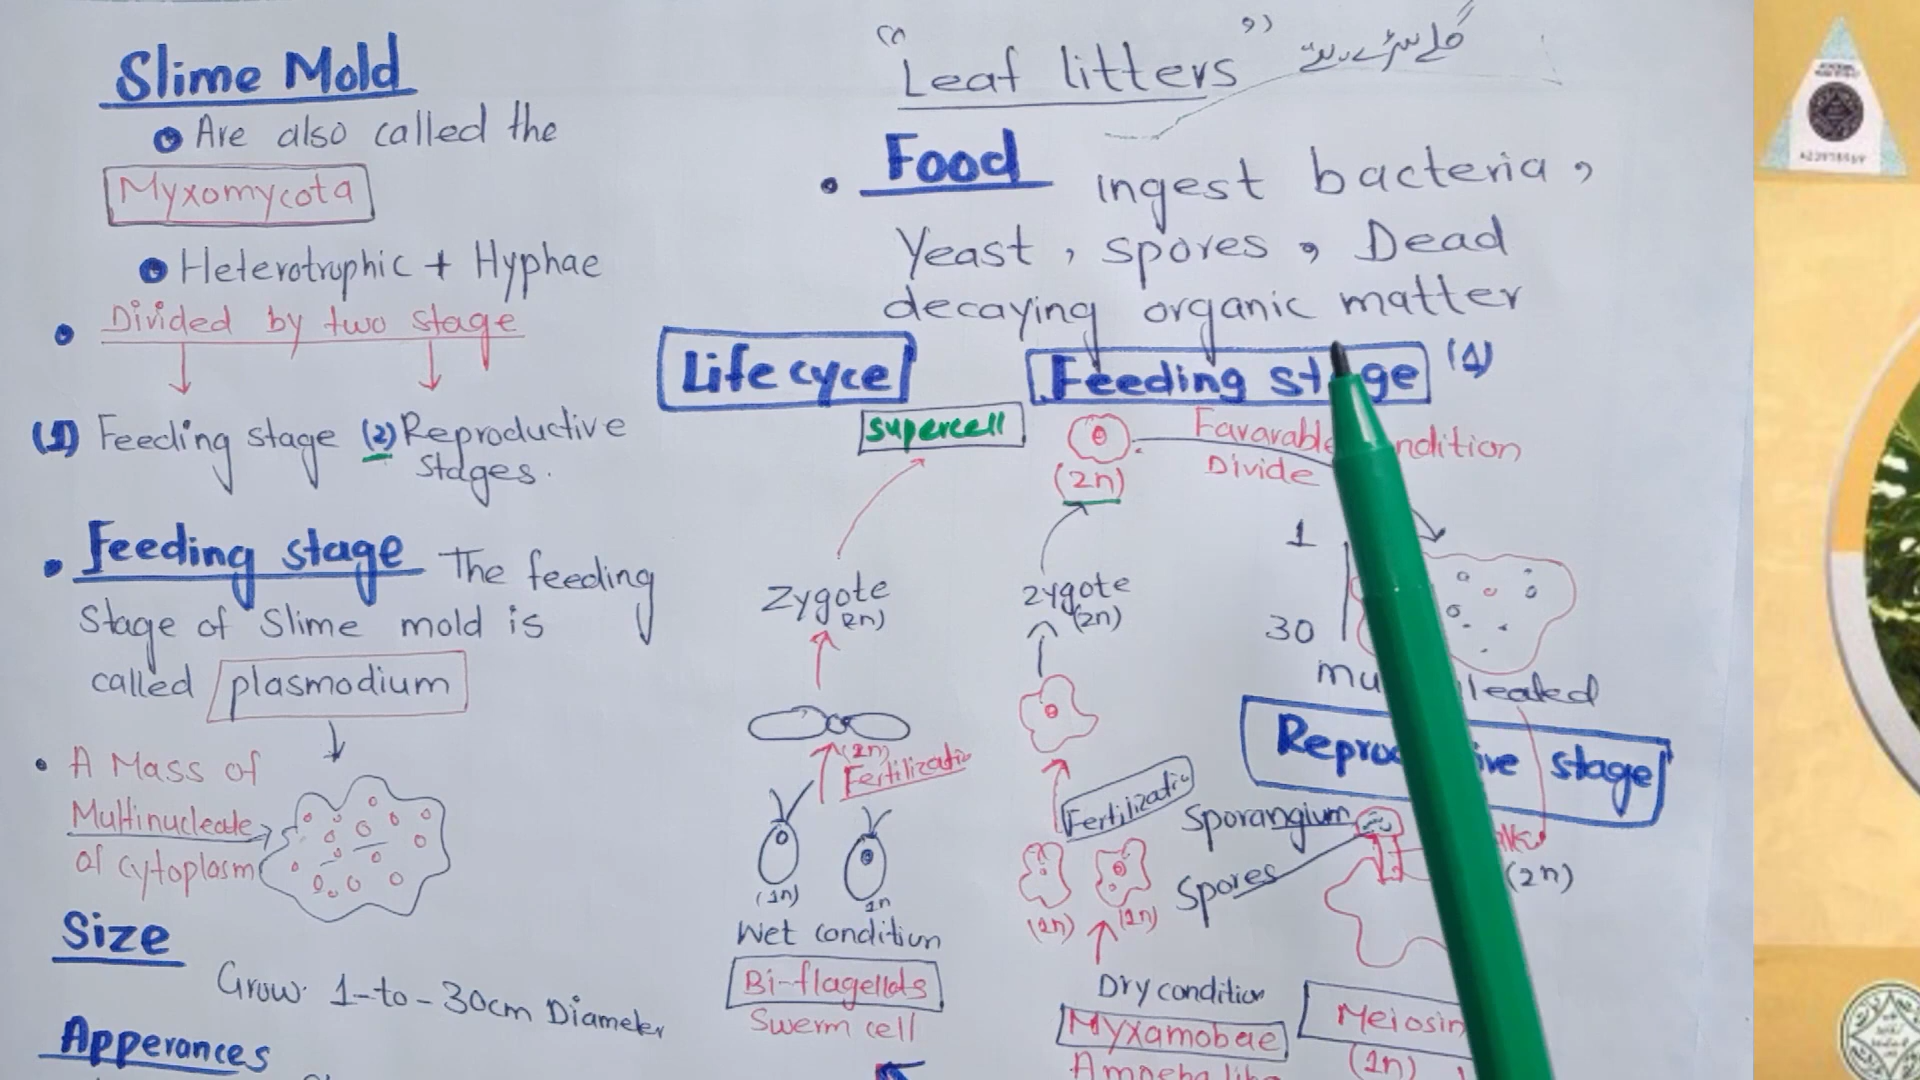 Slime Mold
Are also called the
Myxomycota
Heterotrophic + Hyphae
Divided by two stage
(1) Feeding stage (2) Reproductive
stages.
Feeding stage The feeding
stage of slime mold is
called plasmodium
A Mass of
Multinucleate
of cytoplasm
Size
Grow 1-to-30cm Diameter
Apperances
"Leaf litters"
Food ingest bacteria,
Yeast, spores, Dead
decaying organic matter
Life cyce
Feeding stage (1)
supercell
(2n)
Divide
1
30
Zygote
2n)
zygote
(2n)
(2n)
Fertilizatio
Fertilizatio
(1n)
1n
(1n)
(1n)
Wet condition
Bi-flagellats
Swerm cell
Dry condition
Myxamobae
Sporangium
Spores
(2n)
(1n)